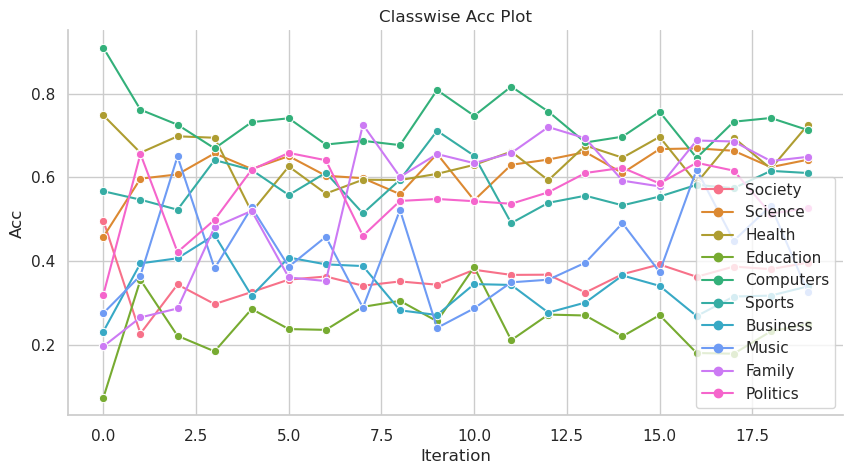 Classwise Acc Plot
Acc
0.8
0.6
0.4
0.2
0.0
2.5
5.0
7.5
10.0
12.5
15.0
17.5
Iteration
Society
Science
Health
Education
Computers
Sports
Business
Music
Family
Politics